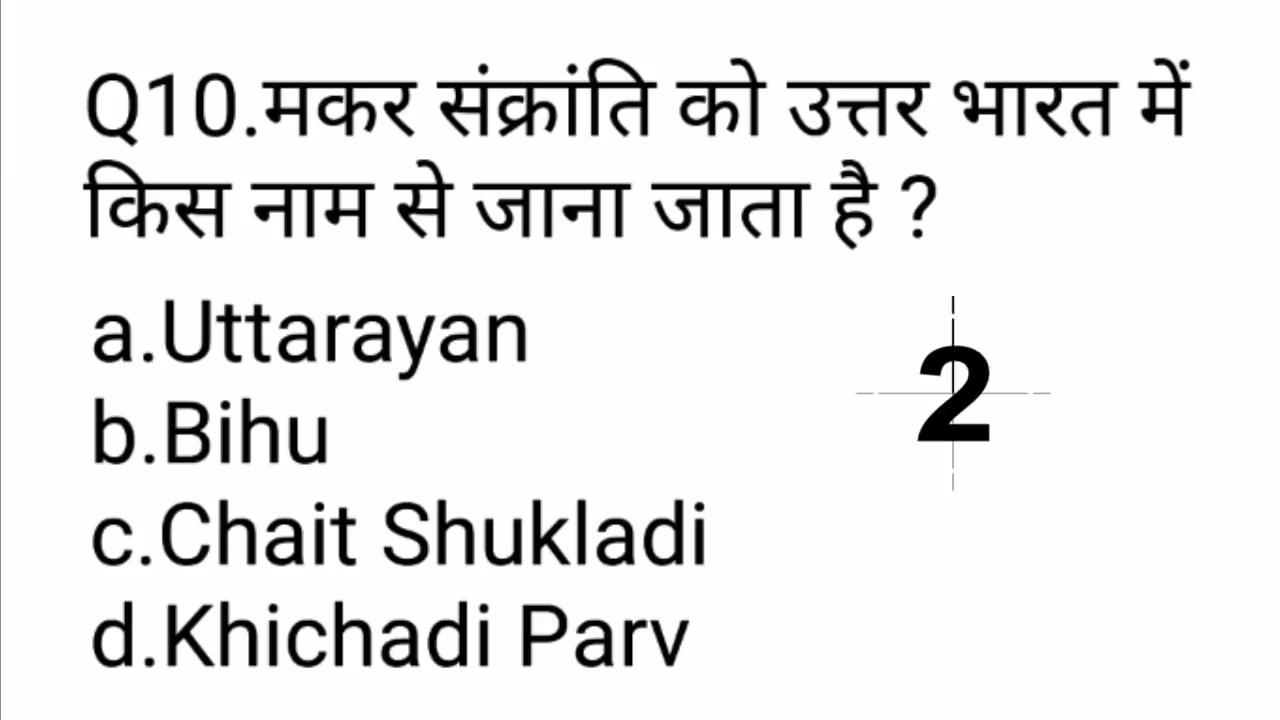 Q10.मकर संक्रांति को उत्तर भारत में
किस नाम से जाना जाता है ?
a.Uttarayan
b.Bihu
2
c.Chait Shukladi
d.Khichadi Parv